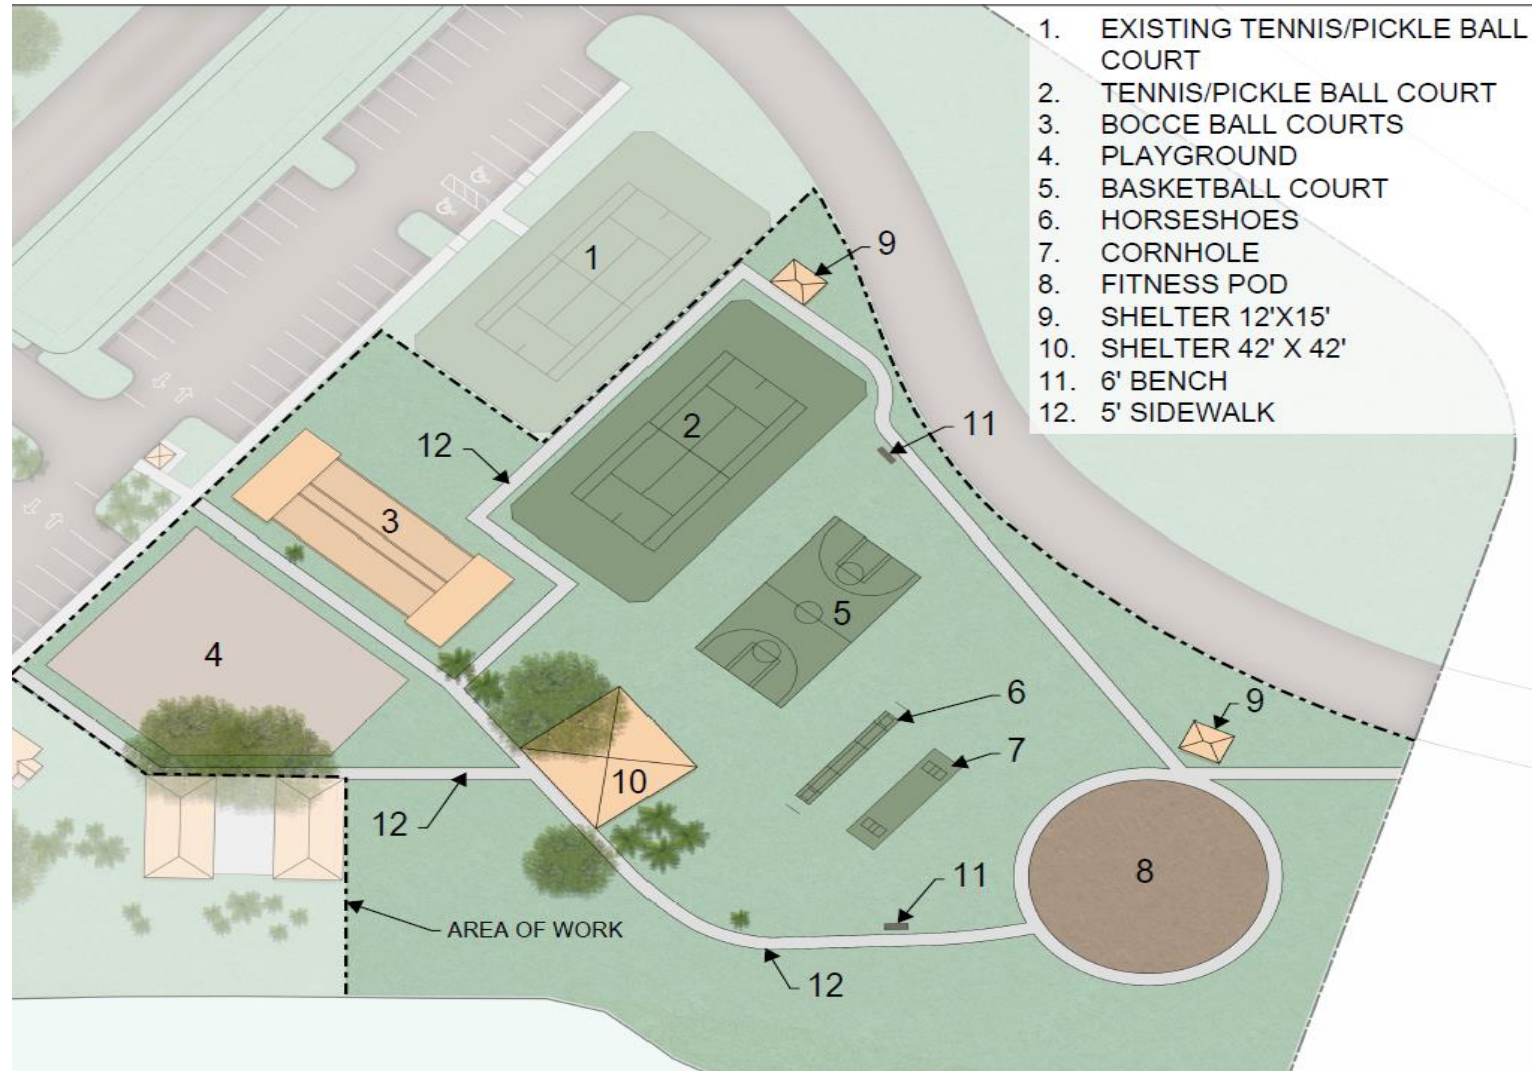 1. EXISTING TENNIS/PICKLE BALL
COURT
2. TENNIS/PICKLE BALL COURT
3. BOCCE BALL COURTS
4. PLAYGROUND
5. BASKETBALL COURT
6. HORSESHOES
7. CORNHOLE
8. FITNESS POD
9. SHELTER 12'X15'
10. SHELTER 42' X 42'
11. 6' BENCH
12. 5' SIDEWALK
1
9
2
11
12
3
5
4
6
9
7
10
12
8
11
AREA OF WORK
12